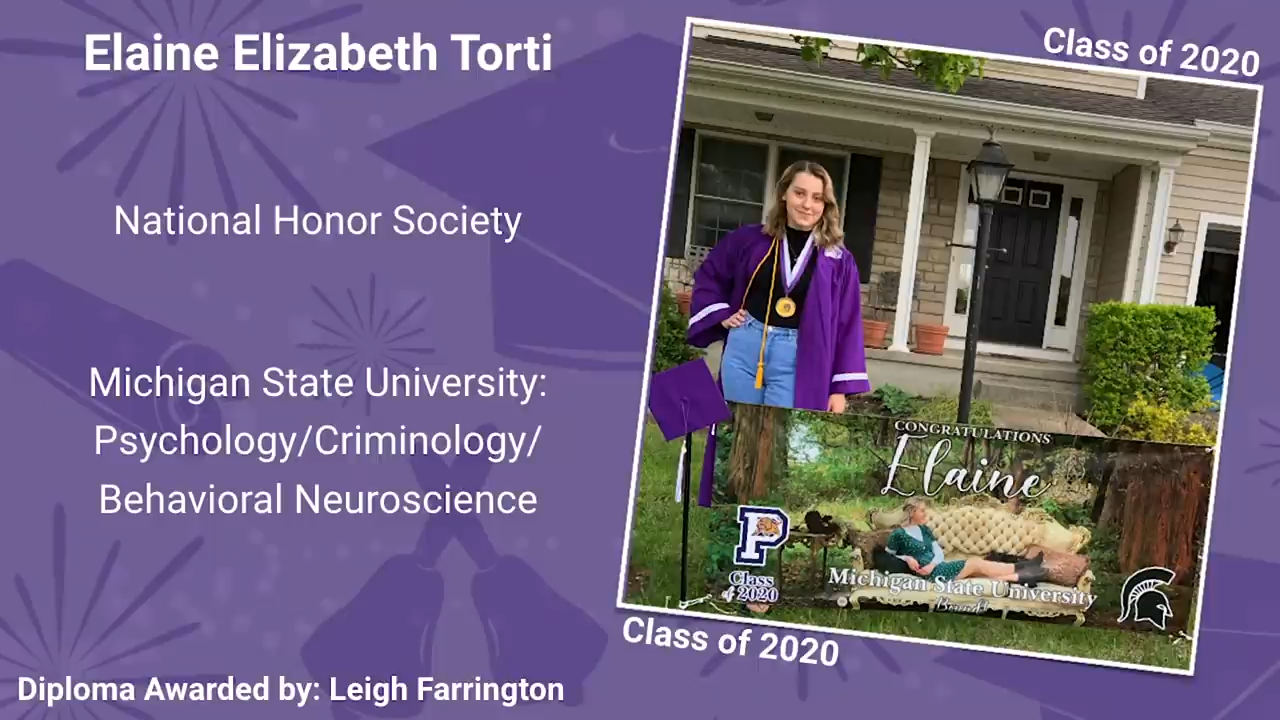 Elaine Elizabeth Torti
National Honor Society
Michigan State University:
Psychology/Criminology/
Behavioral Neuroscience
Diploma Awarded by: Leigh Farrington
Class of 2020
CONGRATULATIONS
Elaine
P
Class
of 2020
Michigan State University
Bound!
Class of 2020